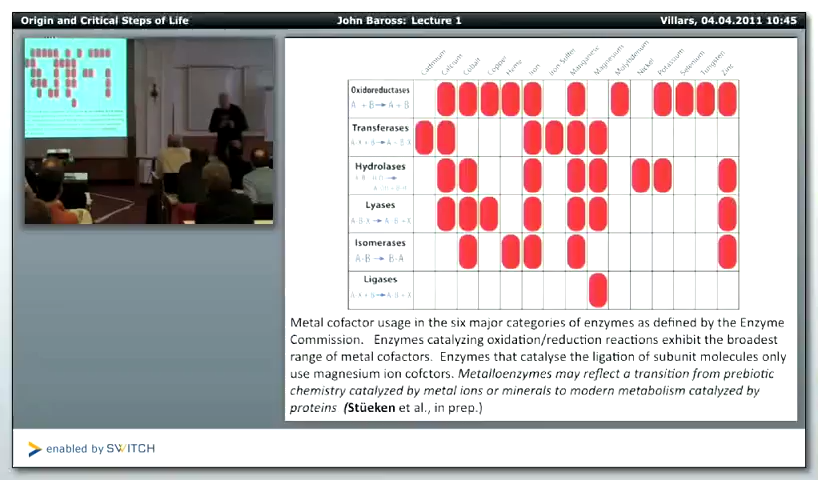 Origin and Critical Steps of Life
John Baross: Lecture 1
Villars, 04.04.2011 10:45
Cadmium
Calcium
Cobalt
Copper
Heme
Iron
Iron Sulfur
Manganese
Magnesium
Molybdenum
Nickel
Potassium
Selenium
Tungsten
Zinc
Oxidoreductases
A + B → A + B
Transferases
Hydrolases
Lyases
Isomerases
A-B → B-A
Ligases
Metal cofactor usage in the six major categories of enzymes as defined by the Enzyme
Commission. Enzymes catalyzing oxidation/reduction reactions exhibit the broadest
range of metal cofactors. Enzymes that catalyse the ligation of subunit molecules only
use magnesium ion cofctors. Metalloenzymes may reflect a transition from prebiotic
chemistry catalyzed by metal ions or minerals to modern metabolism catalyzed by
proteins (Stüeken et al., in prep.)
enabled by SWITCH